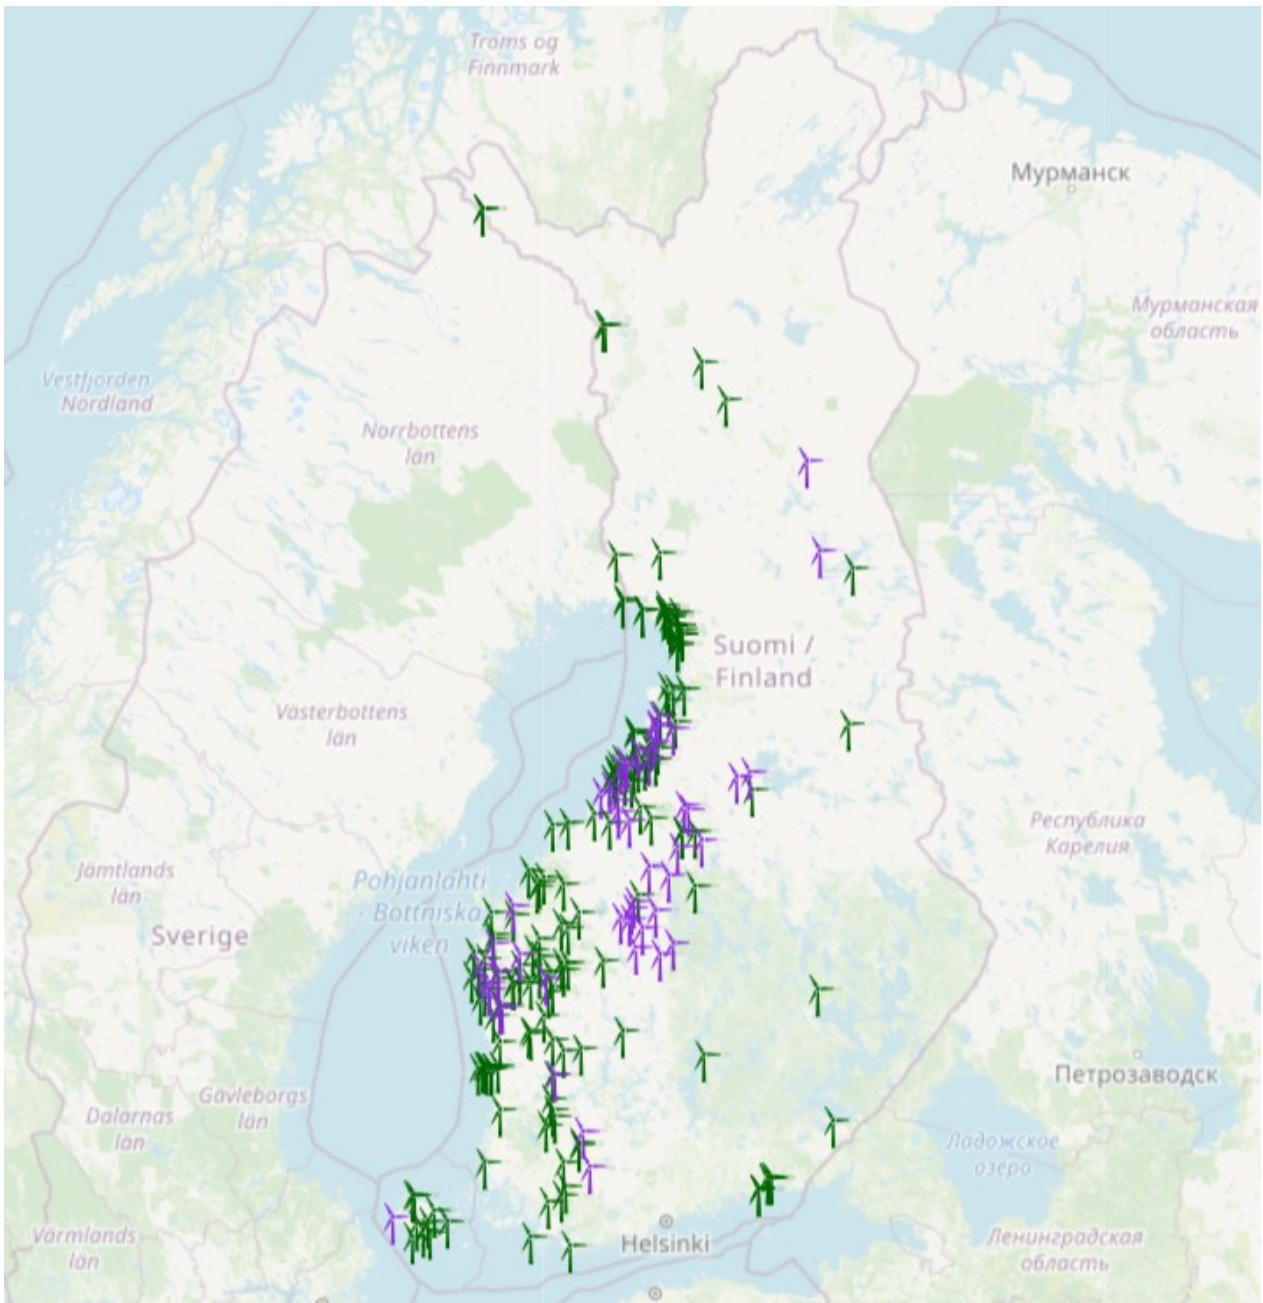 Troms og
Finnmark
Мурманск
Мурманская
область
Vestfjorden
Nordland
Norrbottens
län
Suomi /
Finland
Västerbottens
län
Республика
Карелия
Jämtlands
län
Pohjanlahti
- Bottniska
viken
Sverige
Петрозаводск
Gävleborgs
län
Dalarnas
län
Ладожское
озеро
Helsinki
Värmlands
län
Ленинградская
область